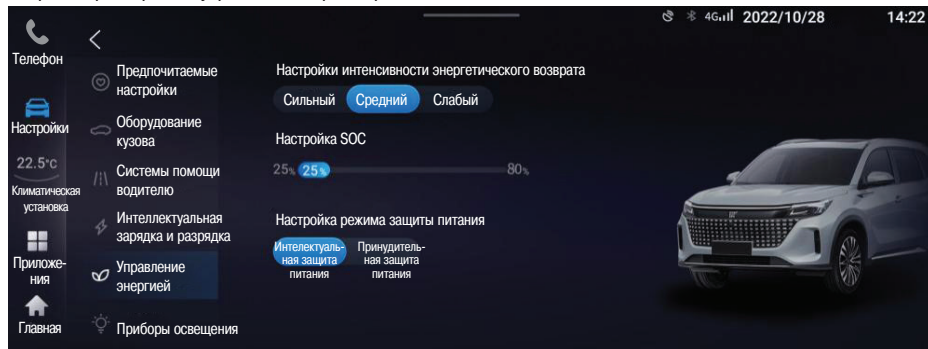 4G 2022/10/28 14:22
Телефон
Настройки
22.5°c
Климатическая
установка
Приложе-
ния
Главная
Предпочитаемые
настройки
Оборудование
кузова
Системы помощи
водителю
Интеллектуальная
зарядка и разрядка
Управление
энергией
Приборы освещения
Настройки интенсивности энергетического возврата
Сильный Средний Слабый
Настройка SOC
25% 25% 80%
Настройка режима защиты питания
Интелектуаль-
ная защита
питания
Принудитель-
ная защита
питания